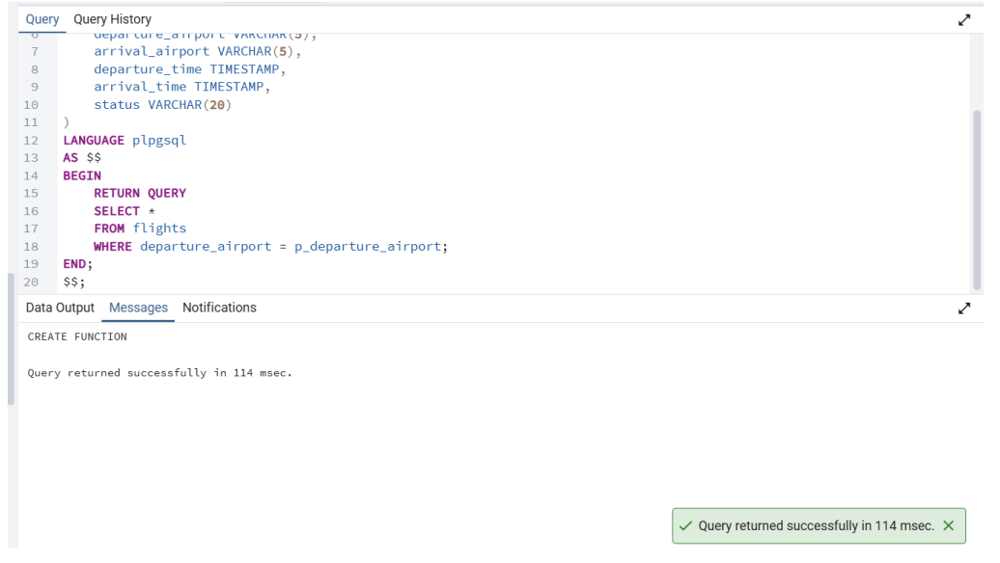 Query Query History
6 departure_airport VARCHAR(5),
7 arrival_airport VARCHAR(5),
8 departure_time TIMESTAMP,
9 arrival_time TIMESTAMP,
10 status VARCHAR(20)
11 )
12 LANGUAGE plpgsql
13 AS $$
14 BEGIN
15 RETURN QUERY
16 SELECT *
17 FROM flights
18 WHERE departure_airport = p_departure_airport;
19 END;
20 $$;
Data Output Messages Notifications
CREATE FUNCTION
Query returned successfully in 114 msec.
Query returned successfully in 114 msec.